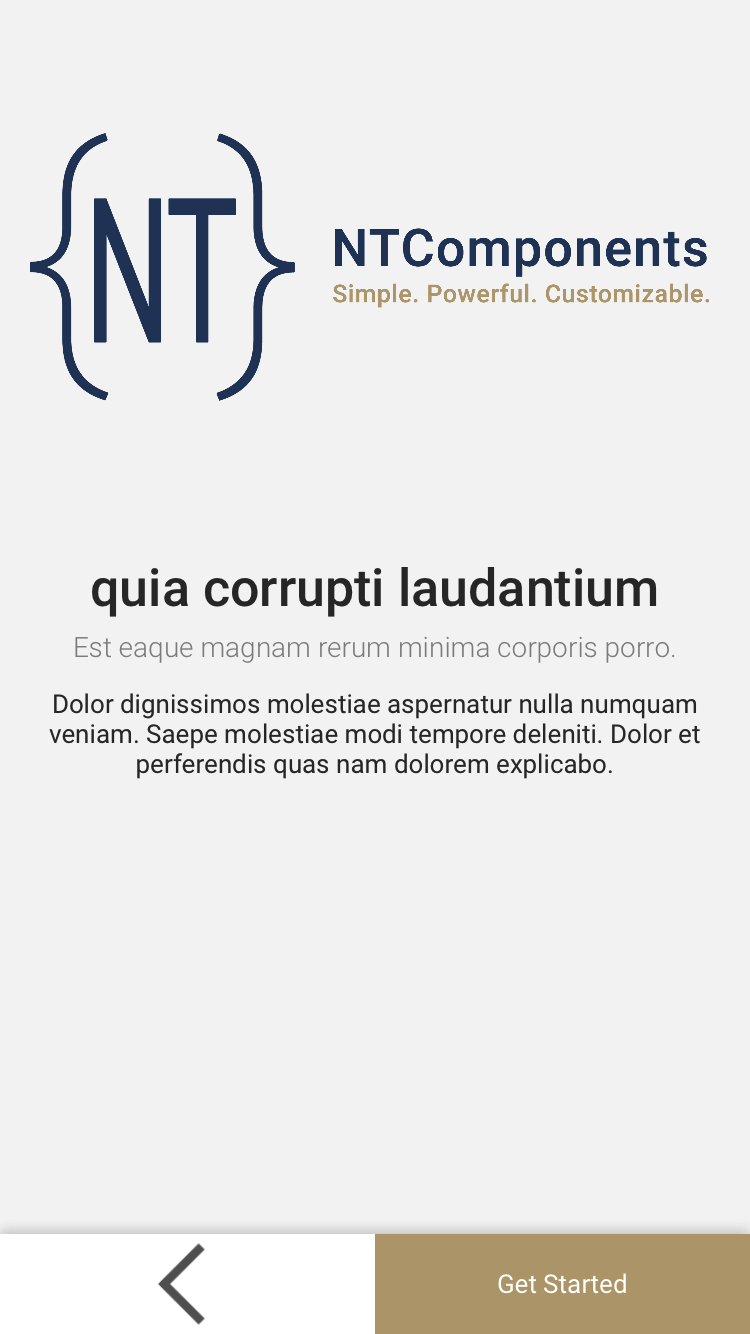 {NT}
NTComponents
Simple. Powerful. Customizable.
quia corrupti laudantium
Est eaque magnam rerum minima corporis porro.
Dolor dignissimos molestiae aspernatur nulla numquam
veniam. Saepe molestiae modi tempore deleniti. Dolor et
perferendis quas nam dolorem explicabo.
Get Started